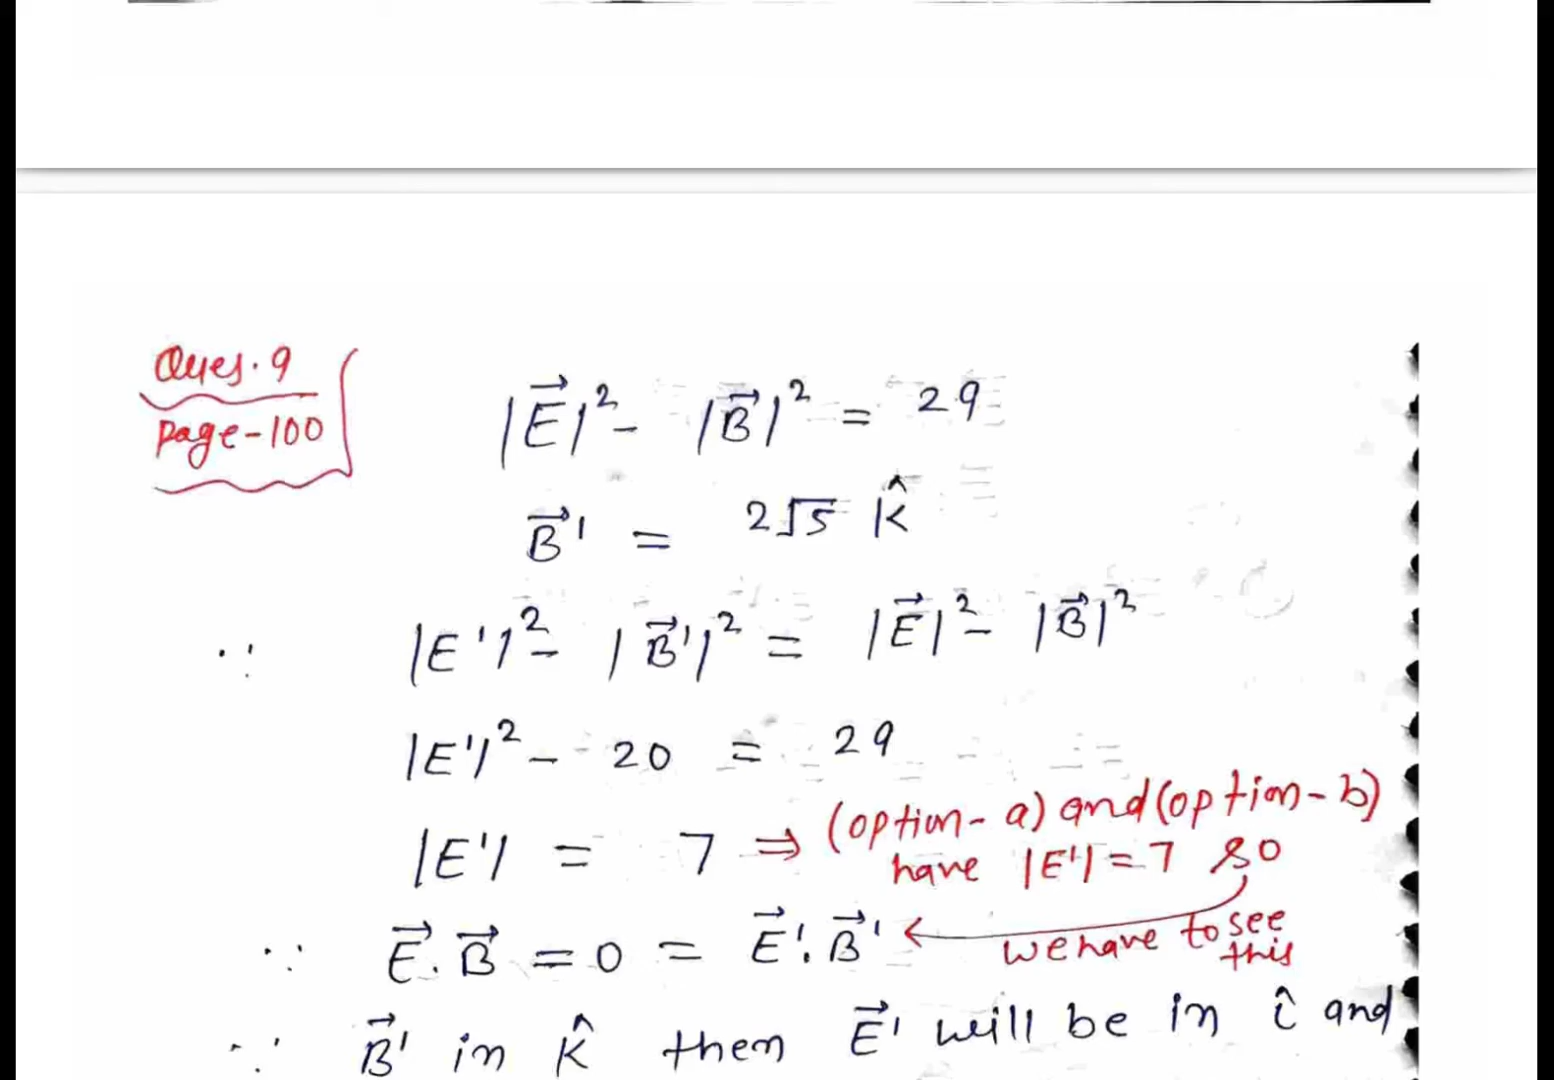 Ques. 9
Page-100
|E⃗|² - |B⃗|² = 29
B⃗' = 2√5 k̂
∵ |E'|² - |B⃗'|² = |E⃗|² - |B⃗|²
|E'|² - 20 = 29
|E'| = 7 ⇒ (option-a) and (option-b)
have |E'| = 7 so
∵ E⃗. B⃗ = 0 = E⃗'. B⃗' ← we have to see
this
∵ B⃗' in k̂ then E⃗' will be in î and